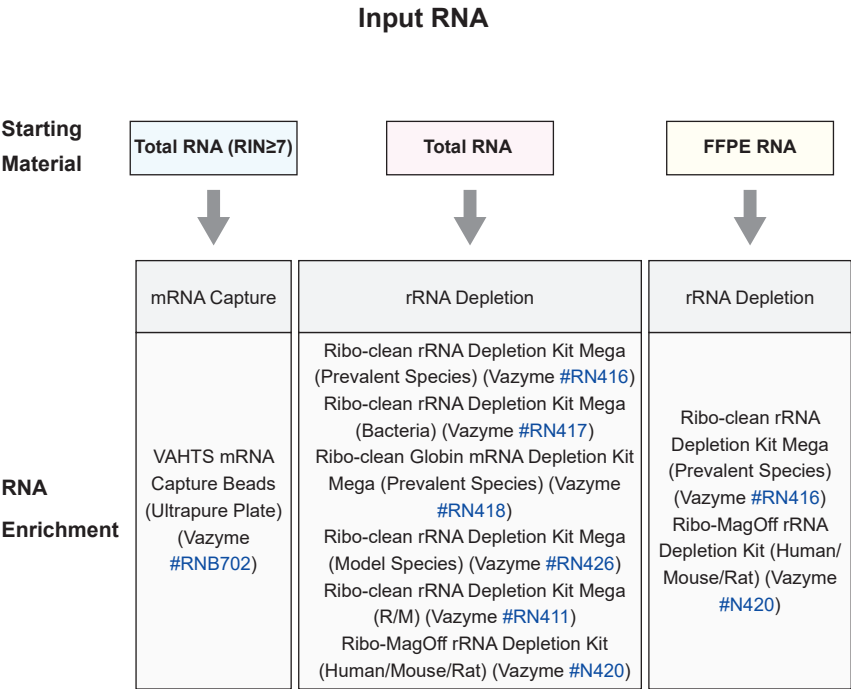 Input RNA
Starting
Material
Total RNA (RIN≥7)
Total RNA
FFPE RNA
mRNA Capture
rRNA Depletion
rRNA Depletion
RNA
Enrichment
VAHTS mRNA
Capture Beads
(Ultrapure Plate)
(Vazyme
#RNB702)
Ribo-clean rRNA Depletion Kit Mega
(Prevalent Species) (Vazyme #RN416)
Ribo-clean rRNA Depletion Kit Mega
(Bacteria) (Vazyme #RN417)
Ribo-clean Globin mRNA Depletion Kit
Mega (Prevalent Species) (Vazyme
#RN418)
Ribo-clean rRNA Depletion Kit Mega
(Model Species) (Vazyme #RN426)
Ribo-clean rRNA Depletion Kit Mega
(R/M) (Vazyme #RN411)
Ribo-MagOff rRNA Depletion Kit
(Human/Mouse/Rat) (Vazyme #N420)
Ribo-clean rRNA
Depletion Kit Mega
(Prevalent Species)
(Vazyme #RN416)
Ribo-MagOff rRNA
Depletion Kit (Human/
Mouse/Rat) (Vazyme
#N420)